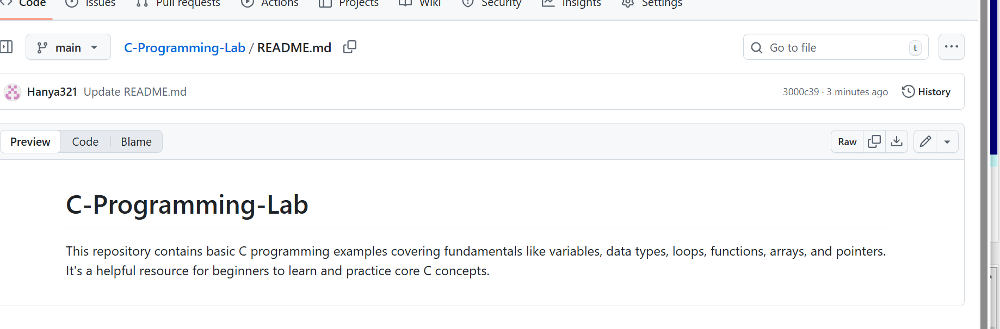 Code Issues Pull requests Actions Projects Wiki Security Insights Settings
main C-Programming-Lab / README.md Go to file t
Hanya321 Update README.md 3000c39 · 3 minutes ago History
Preview Code Blame Raw
C-Programming-Lab
This repository contains basic C programming examples covering fundamentals like variables, data types, loops, functions, arrays, and pointers.
It's a helpful resource for beginners to learn and practice core C concepts.